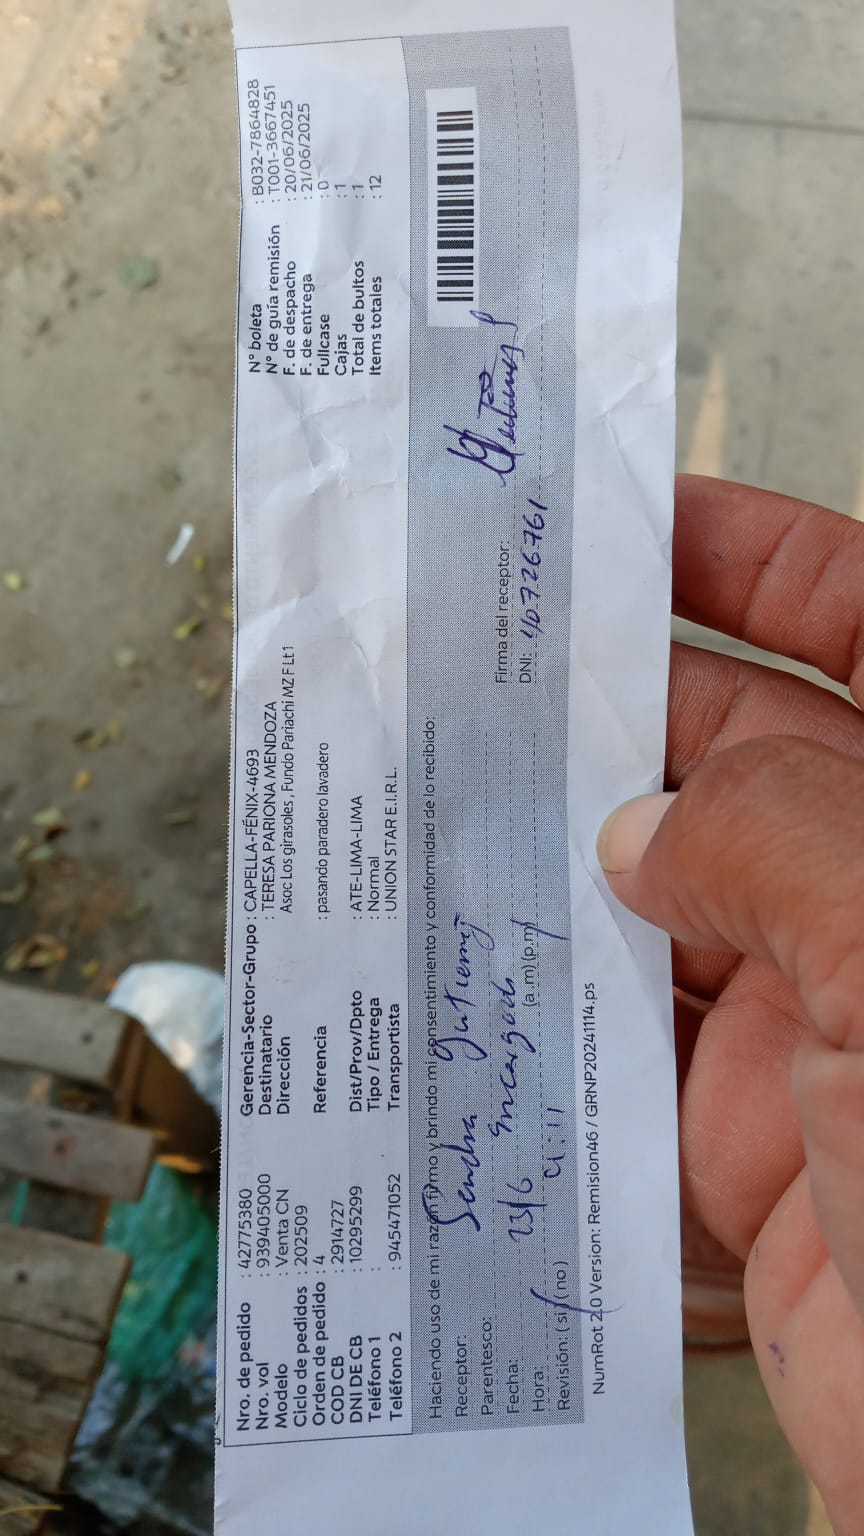 Nro. de pedido : 42775380
Nro. vol : 939405000
Modelo : Venta CN
Ciclo de pedidos : 202509
Orden de pedido : 4
COD CB : 2914727
DNI DE CB : 10295299
Teléfono 1 :
Teléfono 2 : 945471052
Gerencia-Sector-Grupo : CAPELLA-FÉNIX-4693
Destinatario : TERESA PARIONA MENDOZA
Dirección Asoc Los girasoles , Fundo Pariachi MZ F Lt 1
Referencia : pasando paradero lavadero
Dist/Prov/Dpto : ATE-LIMA-LIMA
Tipo / Entrega : Normal
Transportista : UNION STAR E.I.R.L.
N° boleta : B032-7864828
N° de guía remisión : T001-3667451
F. de despacho : 20/06/2025
F. de entrega : 21/06/2025
Fullcase : 0
Cajas : 1
Total de bultos : 1
Items totales : 12
Haciendo uso de mi razón firmo y brindo mi consentimiento y conformidad de lo recibido:
Receptor: Sandra Gutierrez
Parentesco: Encargada
Fecha: 23/6
Hora: 4:11 (a.m) (p.m)
Revisión: ( si ) ( no )
Firma del receptor:
DNI: 40726761
NumRot 2.0 Version: Remision46 / GRNP20241114.ps